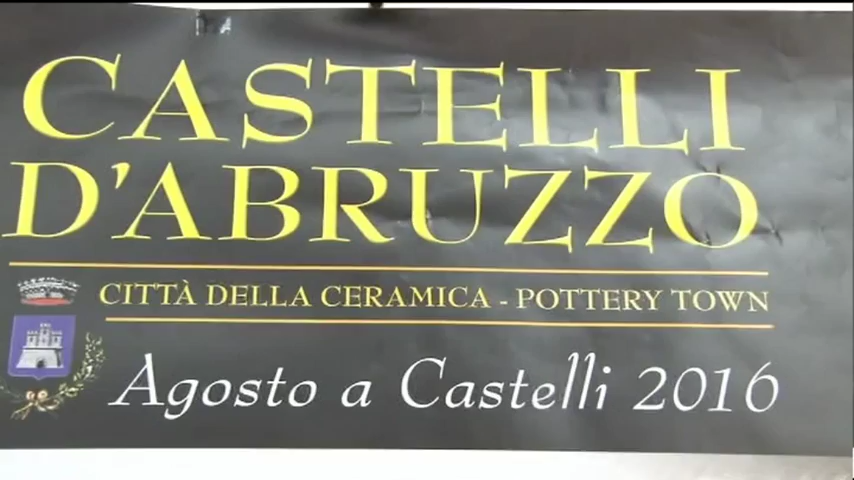 CASTELLI
D'ABRUZZO
CITTÀ DELLA CERAMICA - POTTERY TOWN
Agosto a Castelli 2016